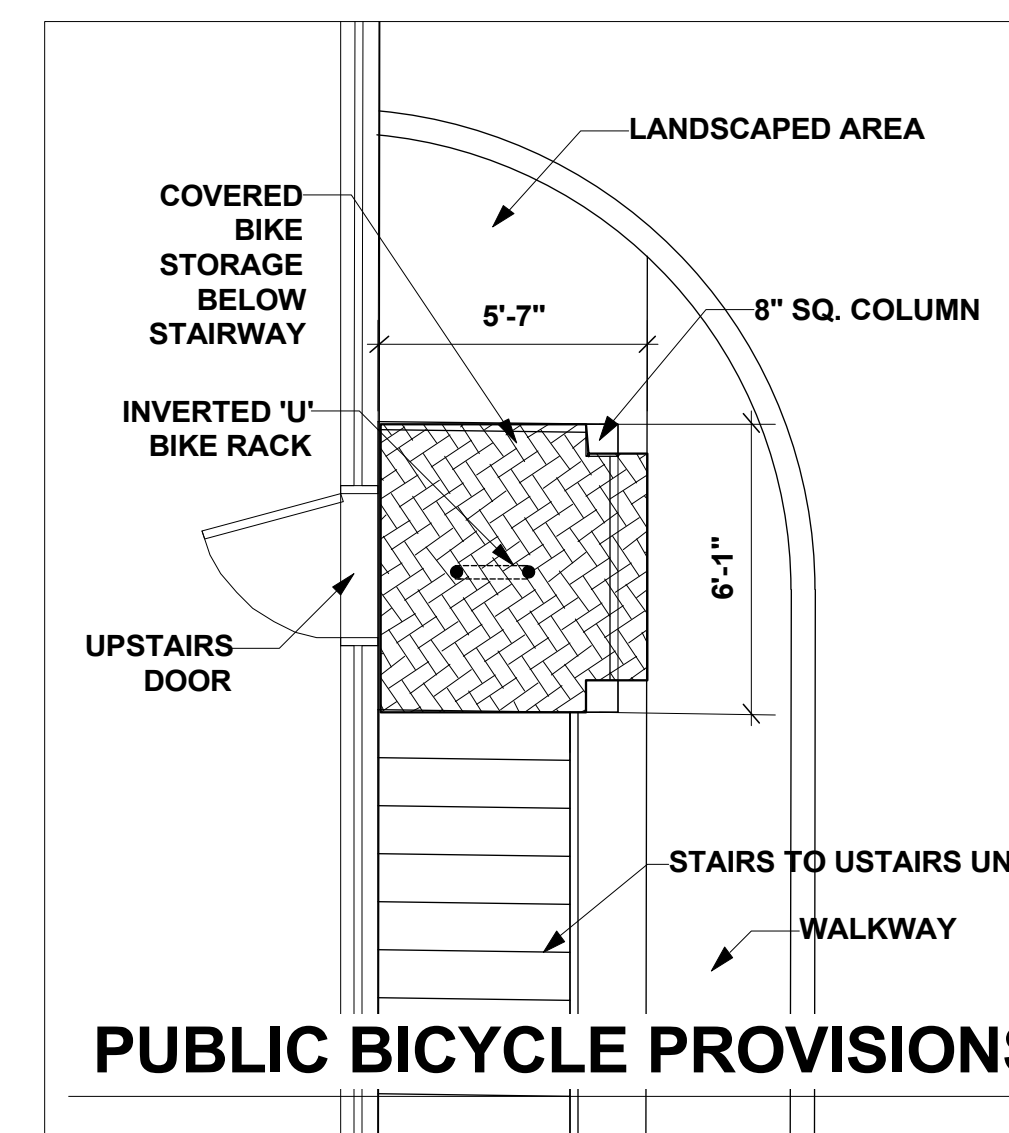 LANDSCAPED AREA
COVERED
BIKE
STORAGE
BELOW
STAIRWAY
5'-7"
8" SQ. COLUMN
INVERTED 'U'
BIKE RACK
6'-1"
UPSTAIRS
DOOR
STAIRS TO USTAIRS UN
WALKWAY
PUBLIC BICYCLE PROVISIONS